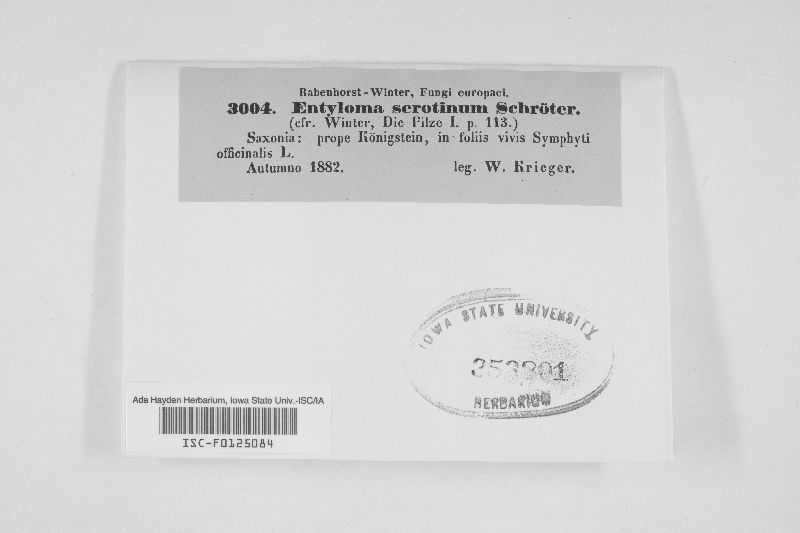 Rabenhorst-Winter, Fungi europaei.
3004. Entyloma serotinum Schröter.
(cfr. Winter, Die Pilze I. p. 113.)
Saxonia: prope Königstein, in foliis vivis Symphyti
officinalis L.
Autumno 1882. leg. W. Krieger.
IOWA STATE UNIVERSITY
353801
HERBARIUM
Ada Hayden Herbarium, Iowa State Univ.-ISC/IA
ISC-F0125084